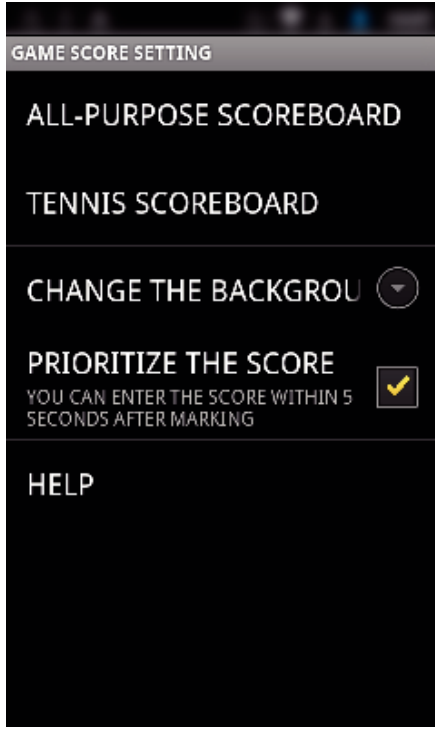 GAME SCORE SETTING
ALL-PURPOSE SCOREBOARD
TENNIS SCOREBOARD
CHANGE THE BACKGROU
PRIORITIZE THE SCORE
YOU CAN ENTER THE SCORE WITHIN 5
SECONDS AFTER MARKING
HELP